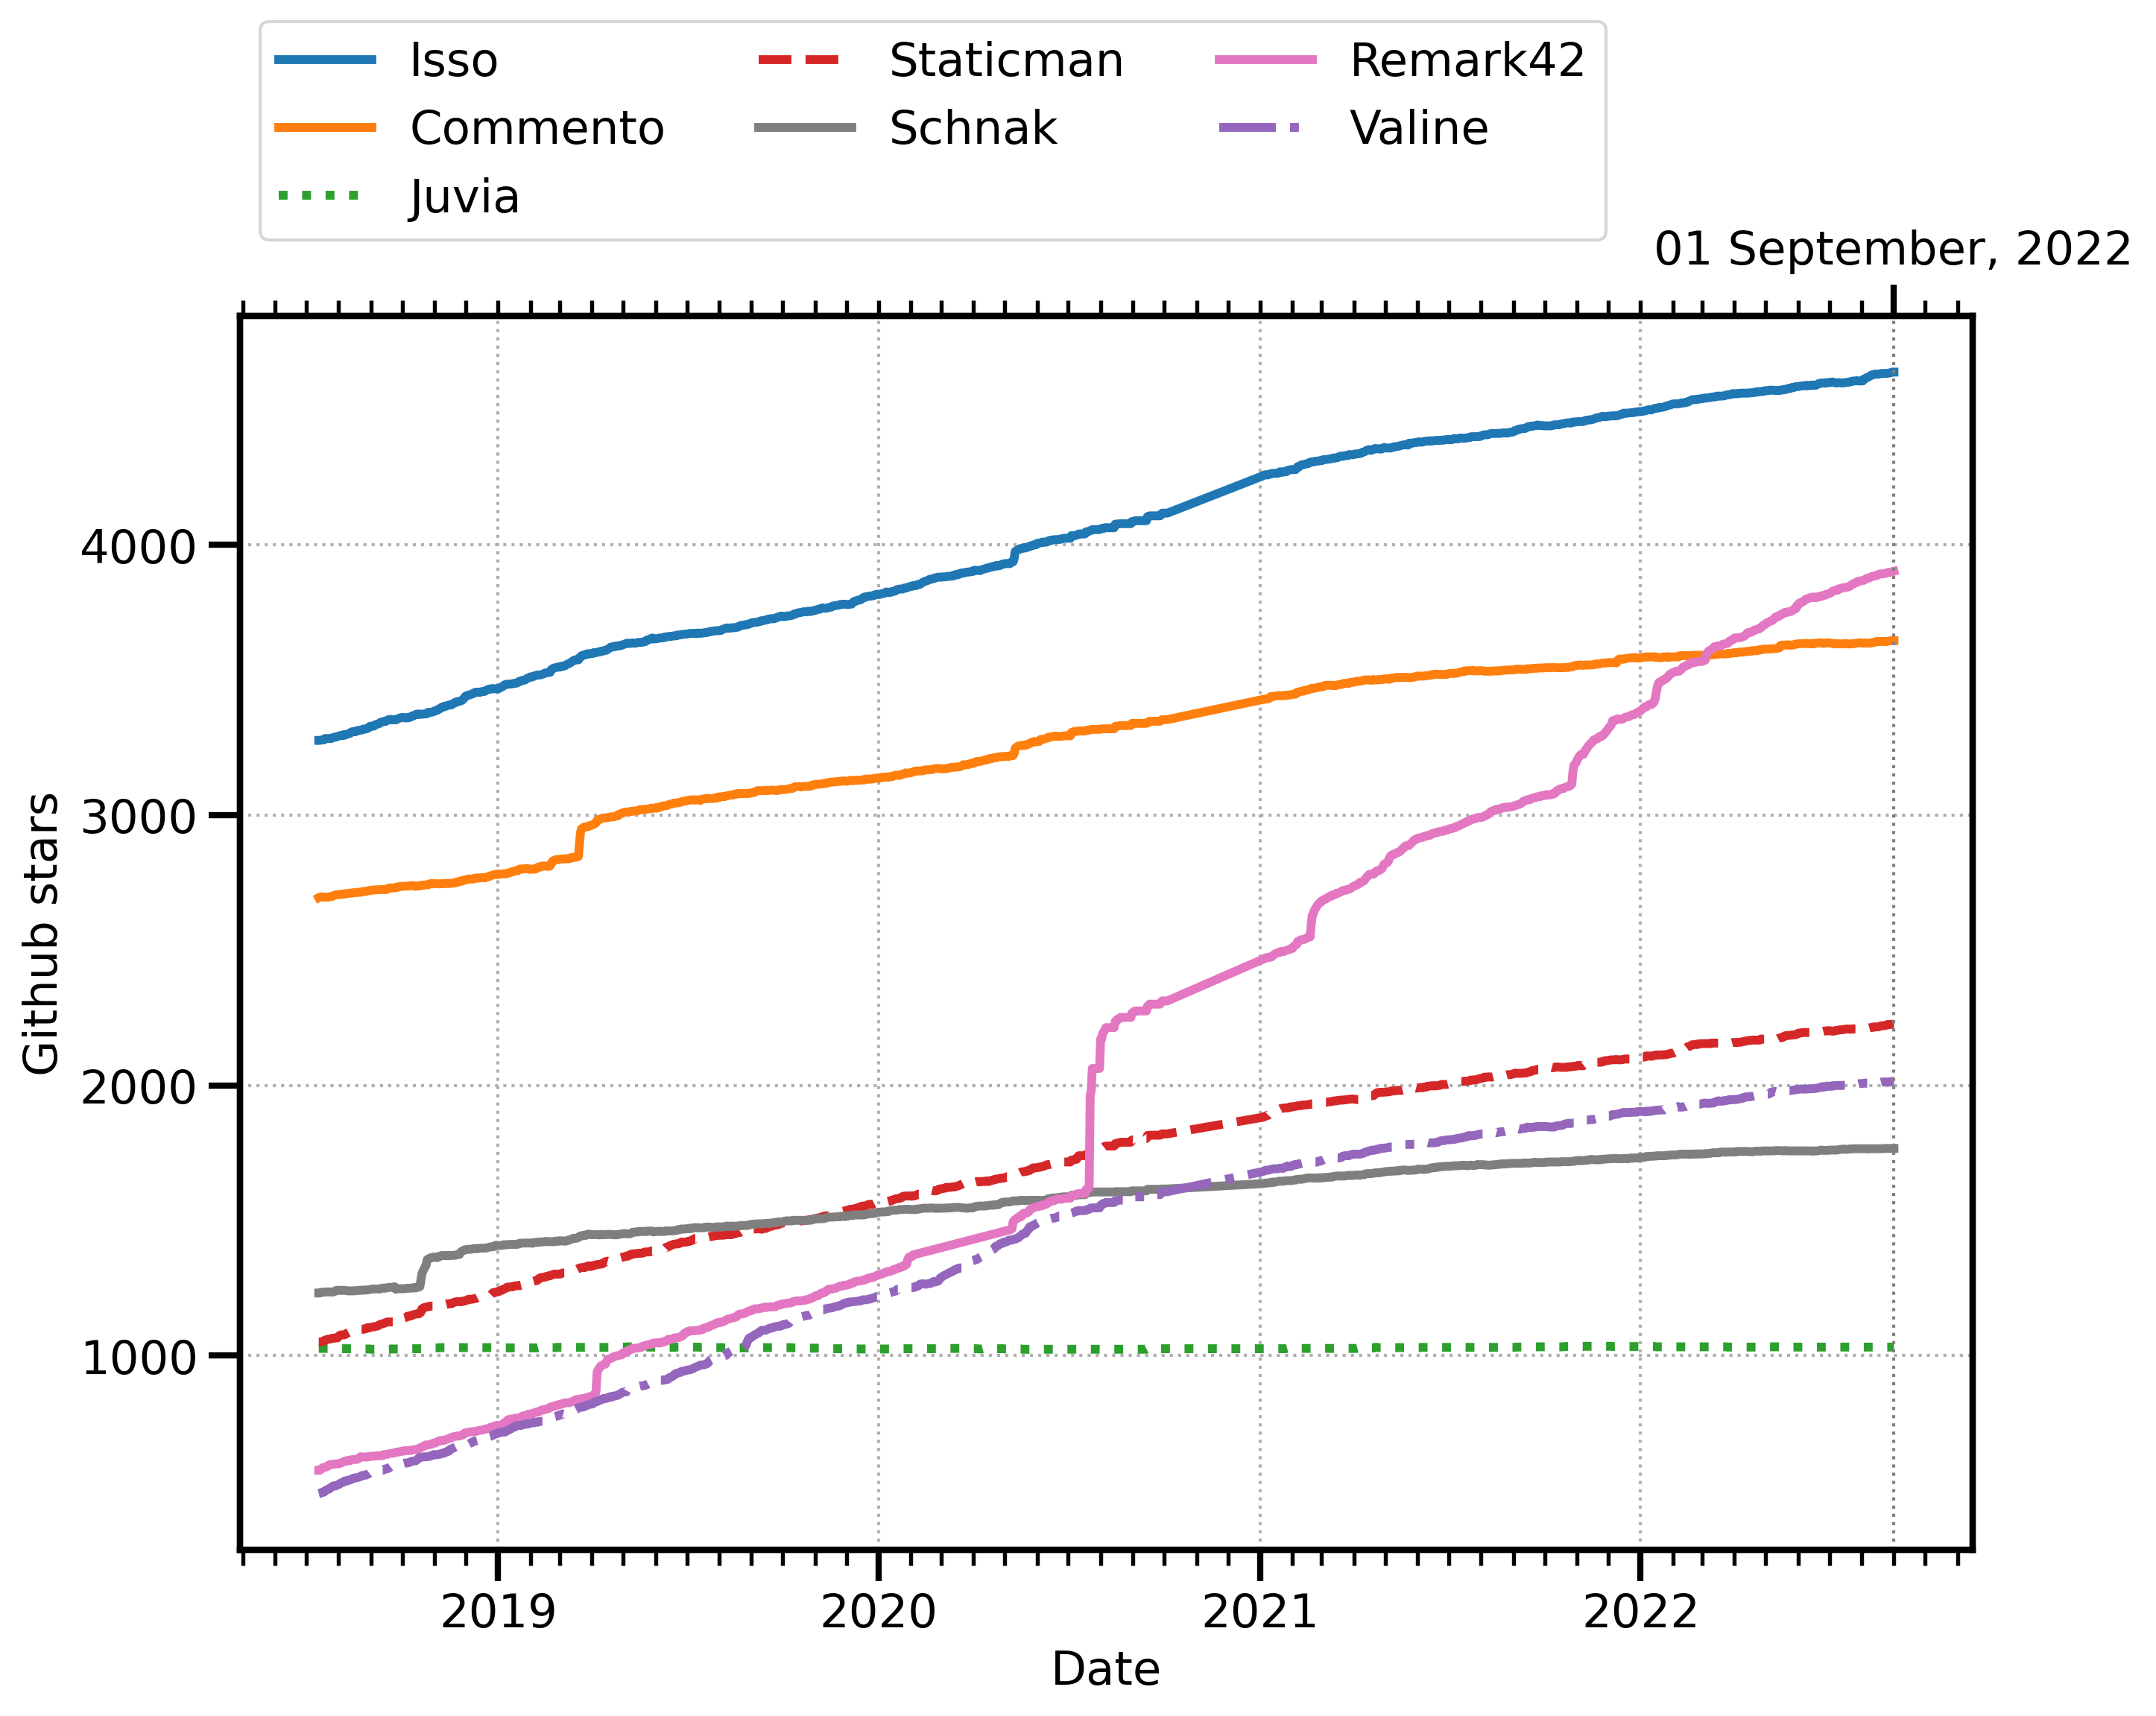 Isso
Commento
Juvia
Staticman
Schnak
Remark42
Valine
01 September, 2022
4000
3000
2000
1000
Github stars
2019 2020 2021 2022
Date